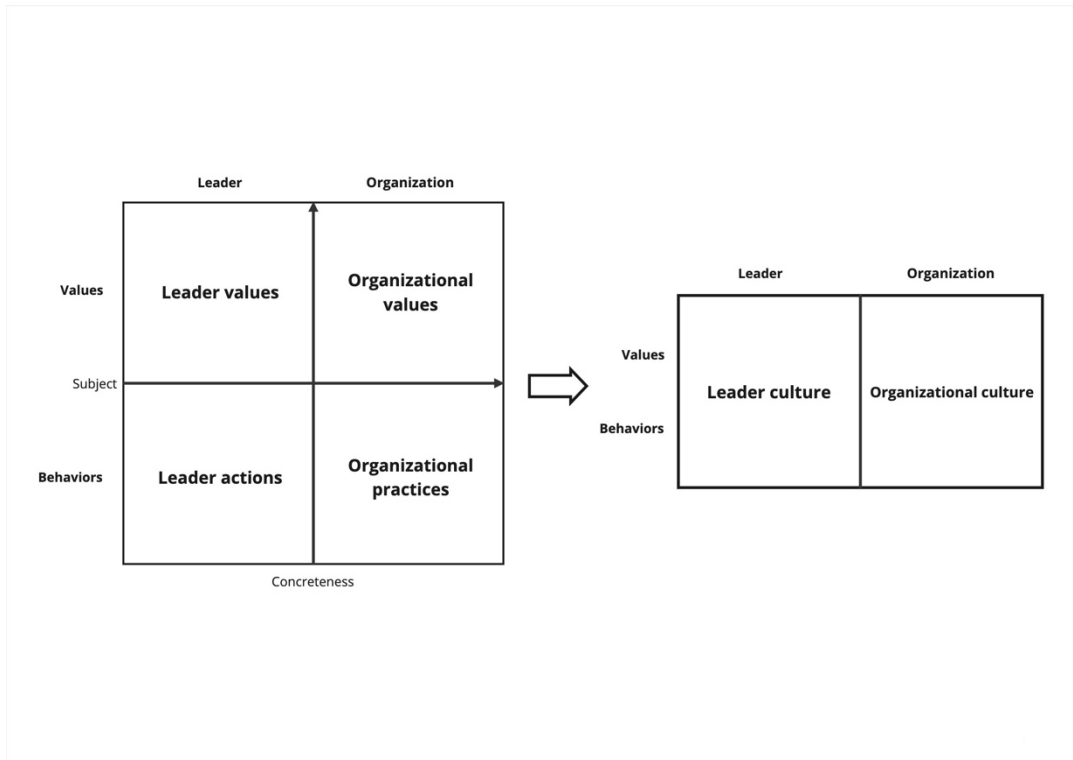 Leader
Organization
Values
Leader values
Organizational
values
Subject
Behaviors
Leader actions
Organizational
practices
Concreteness
Leader
Organization
Values
Behaviors
Leader culture
Organizational culture